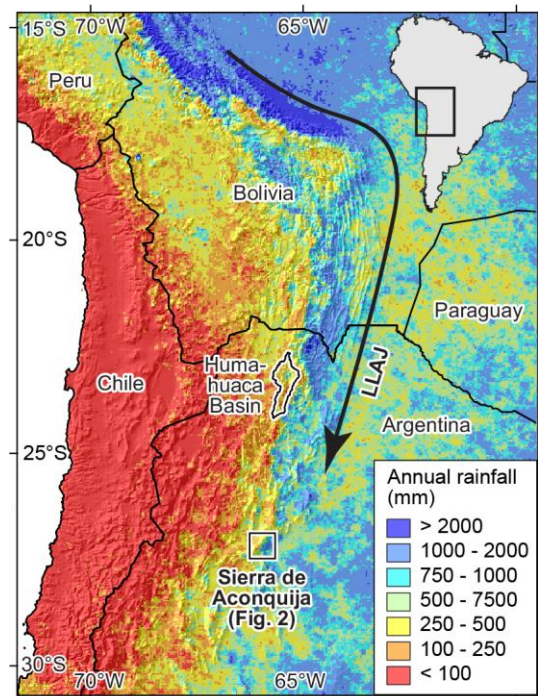 15°S
70°W
65°W
Peru
Bolivia
20°S
Paraguay
Chile
Huma-
huaca
Basin
LLAJ
Argentina
25°S
Sierra de
Aconquija
(Fig. 2)
30°S
70°W
65°W
Annual rainfall
(mm)
> 2000
1000 - 2000
750 - 1000
500 - 7500
250 - 500
100 - 250
< 100